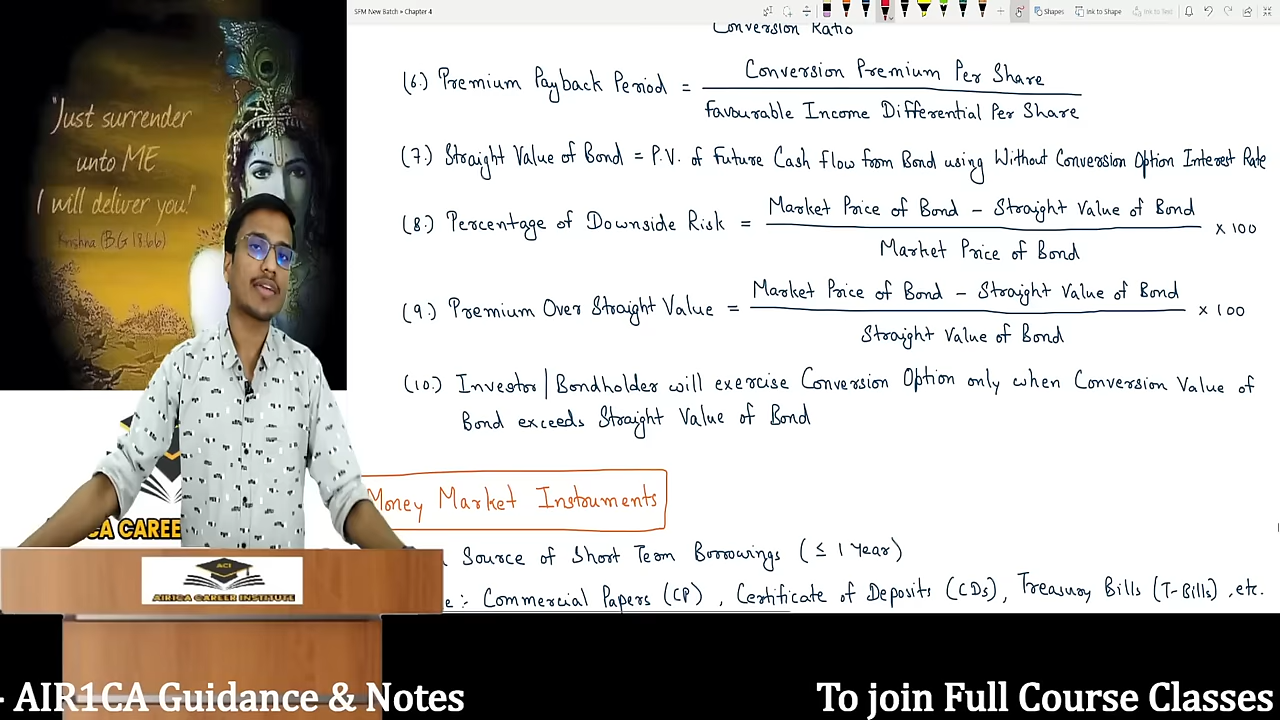 SFM New Batch » Chapter 4
Shapes
Ink to Shape
Ink to Text
"Just surrender
unto ME
I will deliver you!"
Krishna (BG 18:66)
Conversion Ratio
(6.) Premium Payback Period = Conversion Premium Per Share
Favourable Income Differential Per Share
(7.) Straight Value of Bond = P.V. of Future Cash flow from Bond using Without Conversion Option Interest Rate
(8.) Percentage of Downside Risk = Market Price of Bond - Straight Value of Bond x 100
Market Price of Bond
(9.) Premium Over Straight Value = Market Price of Bond - Straight Value of Bond x 100
Straight Value of Bond
(10.) Investor/Bondholder will exercise Conversion Option only when Conversion Value of
Bond exceeds Straight Value of Bond
Money Market Instruments
Source of Short Term Borrowings (≤ 1 Year)
e:- Commercial Papers (CP), Certificate of Deposits (CDs), Treasury Bills (T-Bills), etc.
CA CAREE
ACI
AIR1CA CAREER INSTITUTE
- AIR1CA Guidance & Notes
To join Full Course Classes